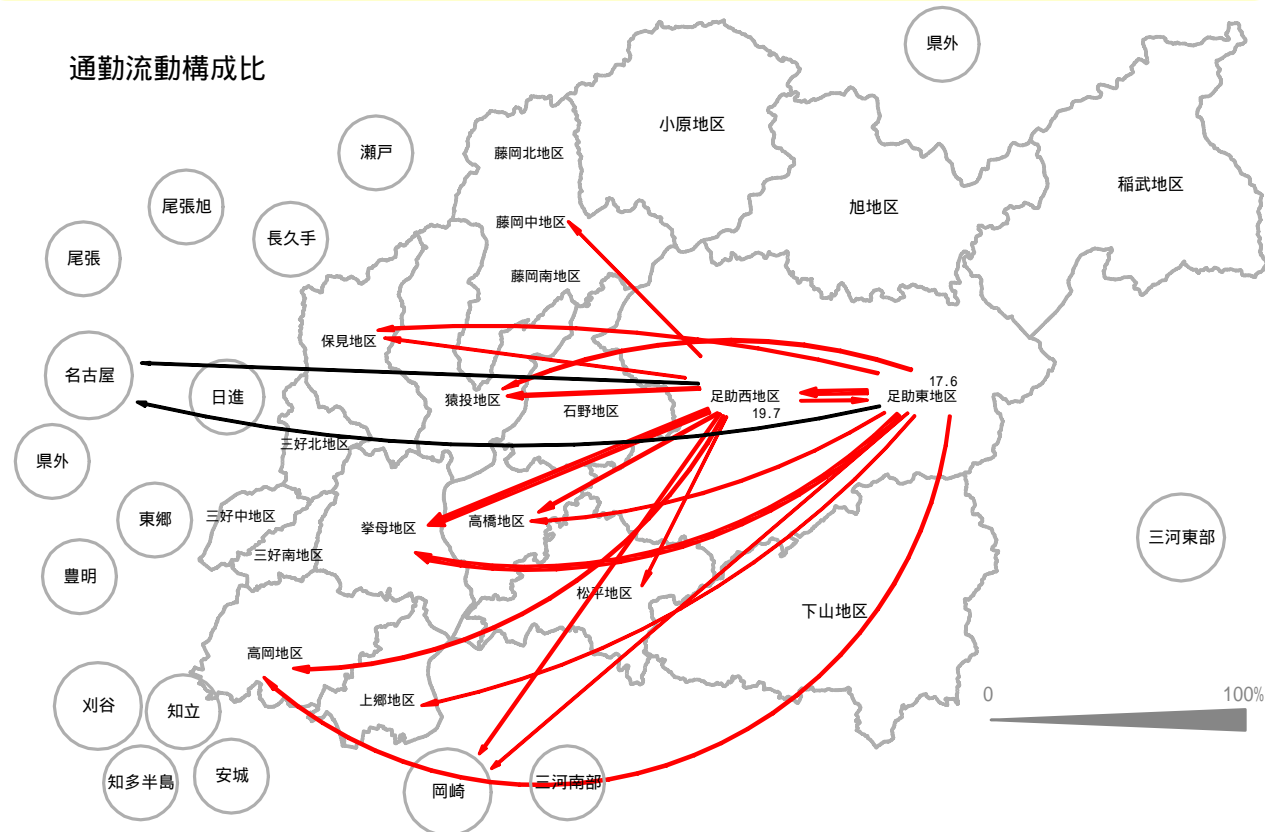 通勤流動構成比
県外
小原地区
瀬戸
藤岡北地区
稲武地区
尾張旭
旭地区
藤岡中地区
長久手
尾張
藤岡南地区
保見地区
名古屋
17.6
日進
猿投地区
足助西地区
足助東地区
石野地区
19.7
三好北地区
県外
東郷
三好中地区
挙母地区
高橋地区
三河東部
三好南地区
豊明
松平地区
下山地区
高岡地区
0
100%
上郷地区
刈谷
知立
知多半島
安城
岡崎
三河南部